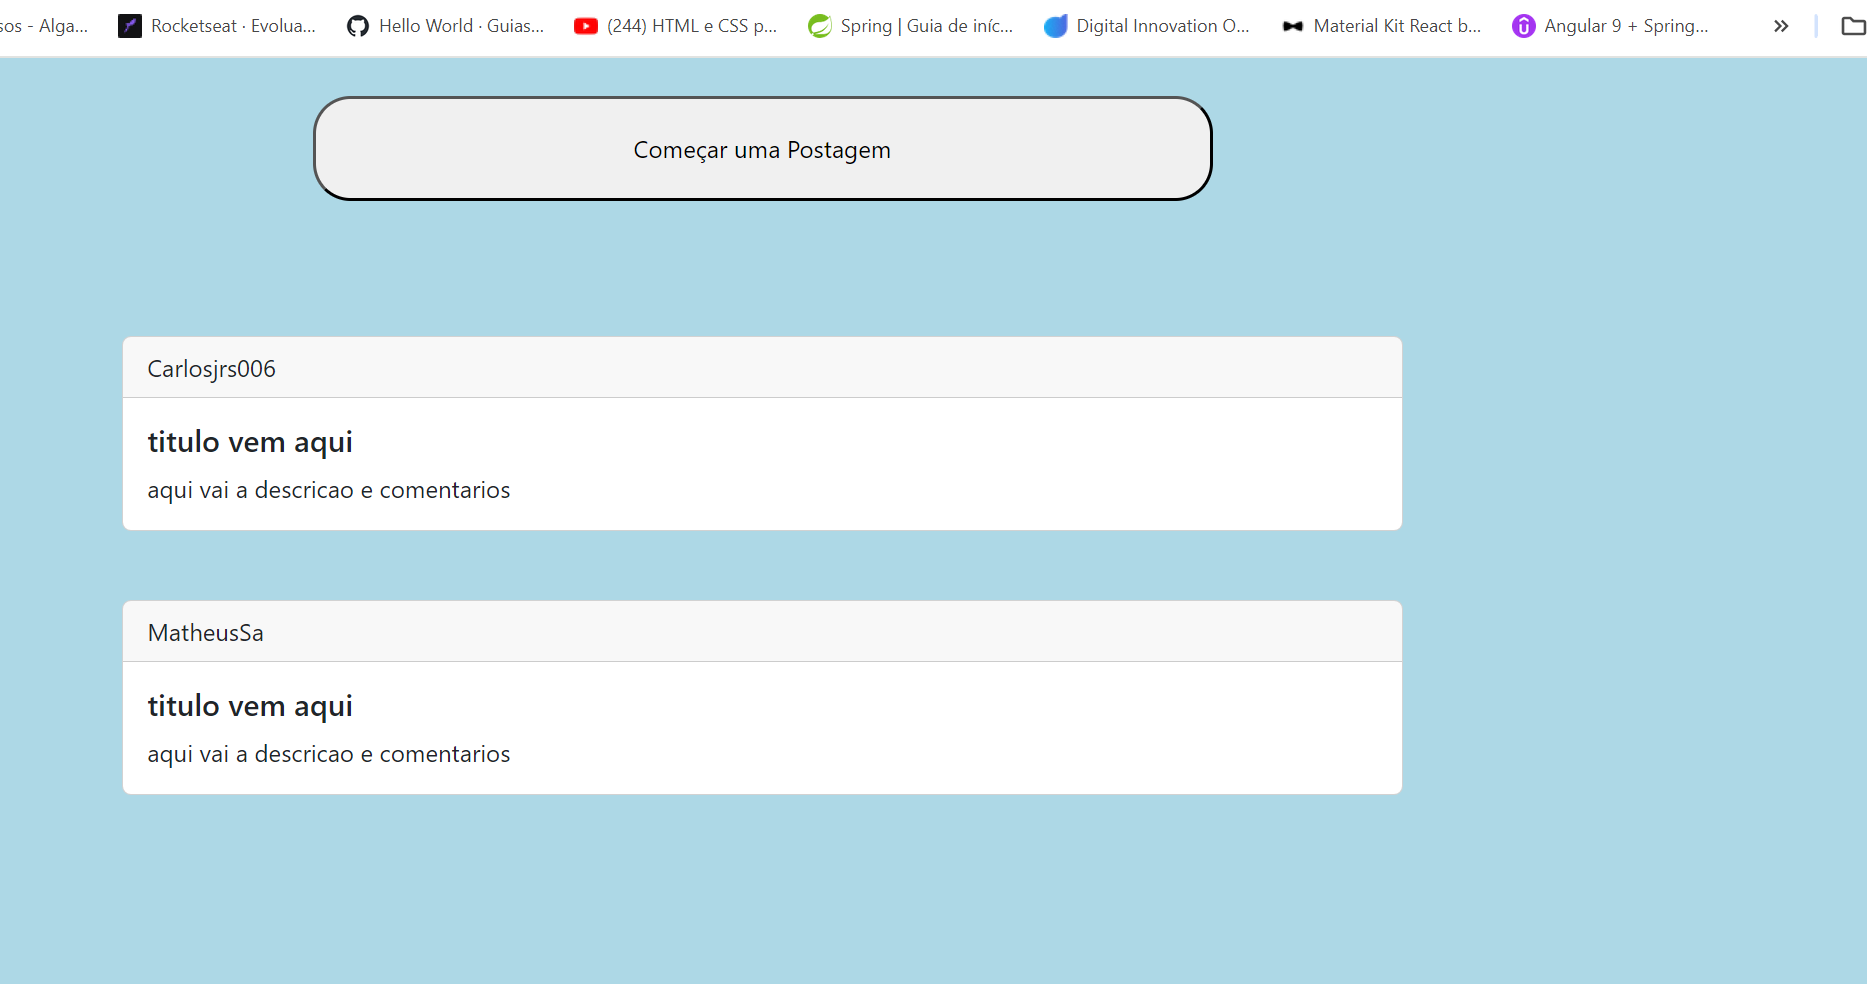 sos - Alga...
Rocketseat · Evolua...
Hello World · Guias...
(244) HTML e CSS p...
Spring | Guia de iníc...
Digital Innovation O...
Material Kit React b...
Angular 9 + Spring...
Começar uma Postagem
Carlosjrs006
titulo vem aqui
aqui vai a descricao e comentarios
MatheusSa
titulo vem aqui
aqui vai a descricao e comentarios